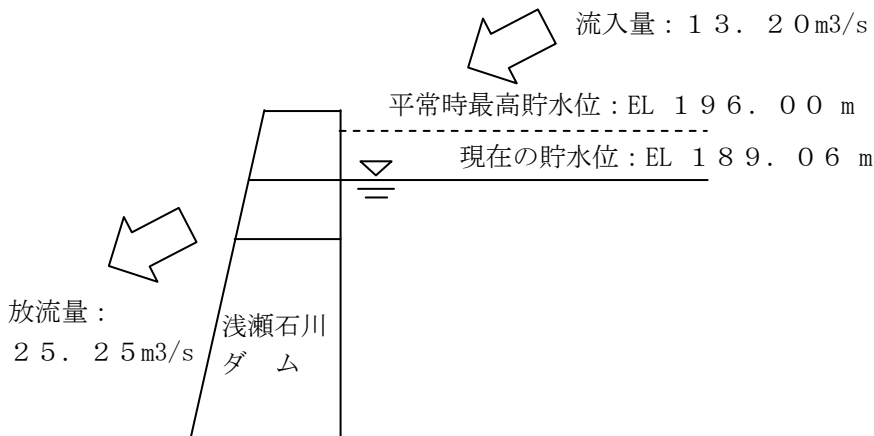 流入量：１３．２０m3/s
平常時最高貯水位：EL １９６．００ m
現在の貯水位：EL １８９．０６ m
放流量：
２５．２５m3/s
浅瀬石川
ダ　ム